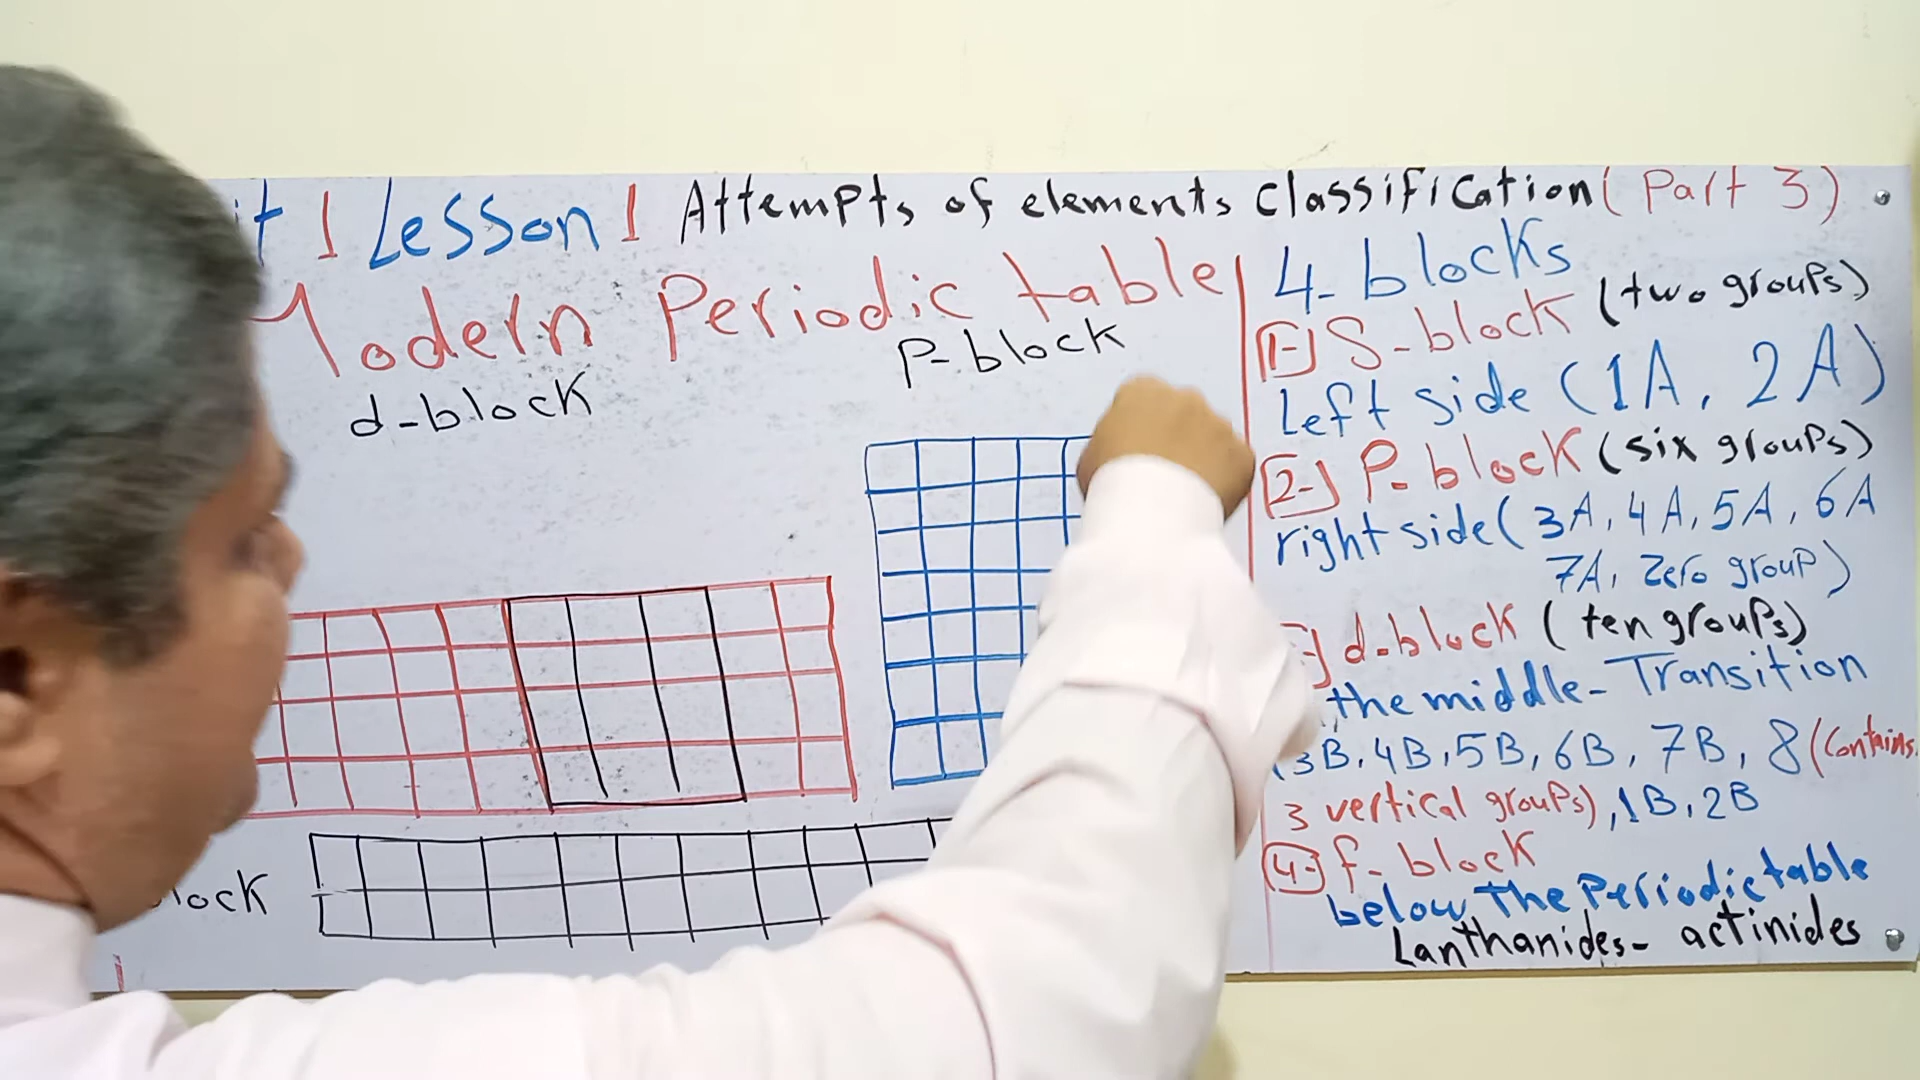 1 Lesson 1 Attempts of elements classification (Part 3)
Modern Periodic table
d-block
P-block
4-blocks
1-) S-block (two groups)
Left side (1A, 2A)
2-) P-block (six groups)
right side (3A, 4A, 5A, 6A
7A, Zero group)
d-block (ten groups)
the middle - Transition
(3B, 4B, 5B, 6B, 7B, 8 (Contains
3 vertical groups), 1B, 2B
4-) f-block
below the Periodic table
Lanthanides - actinides